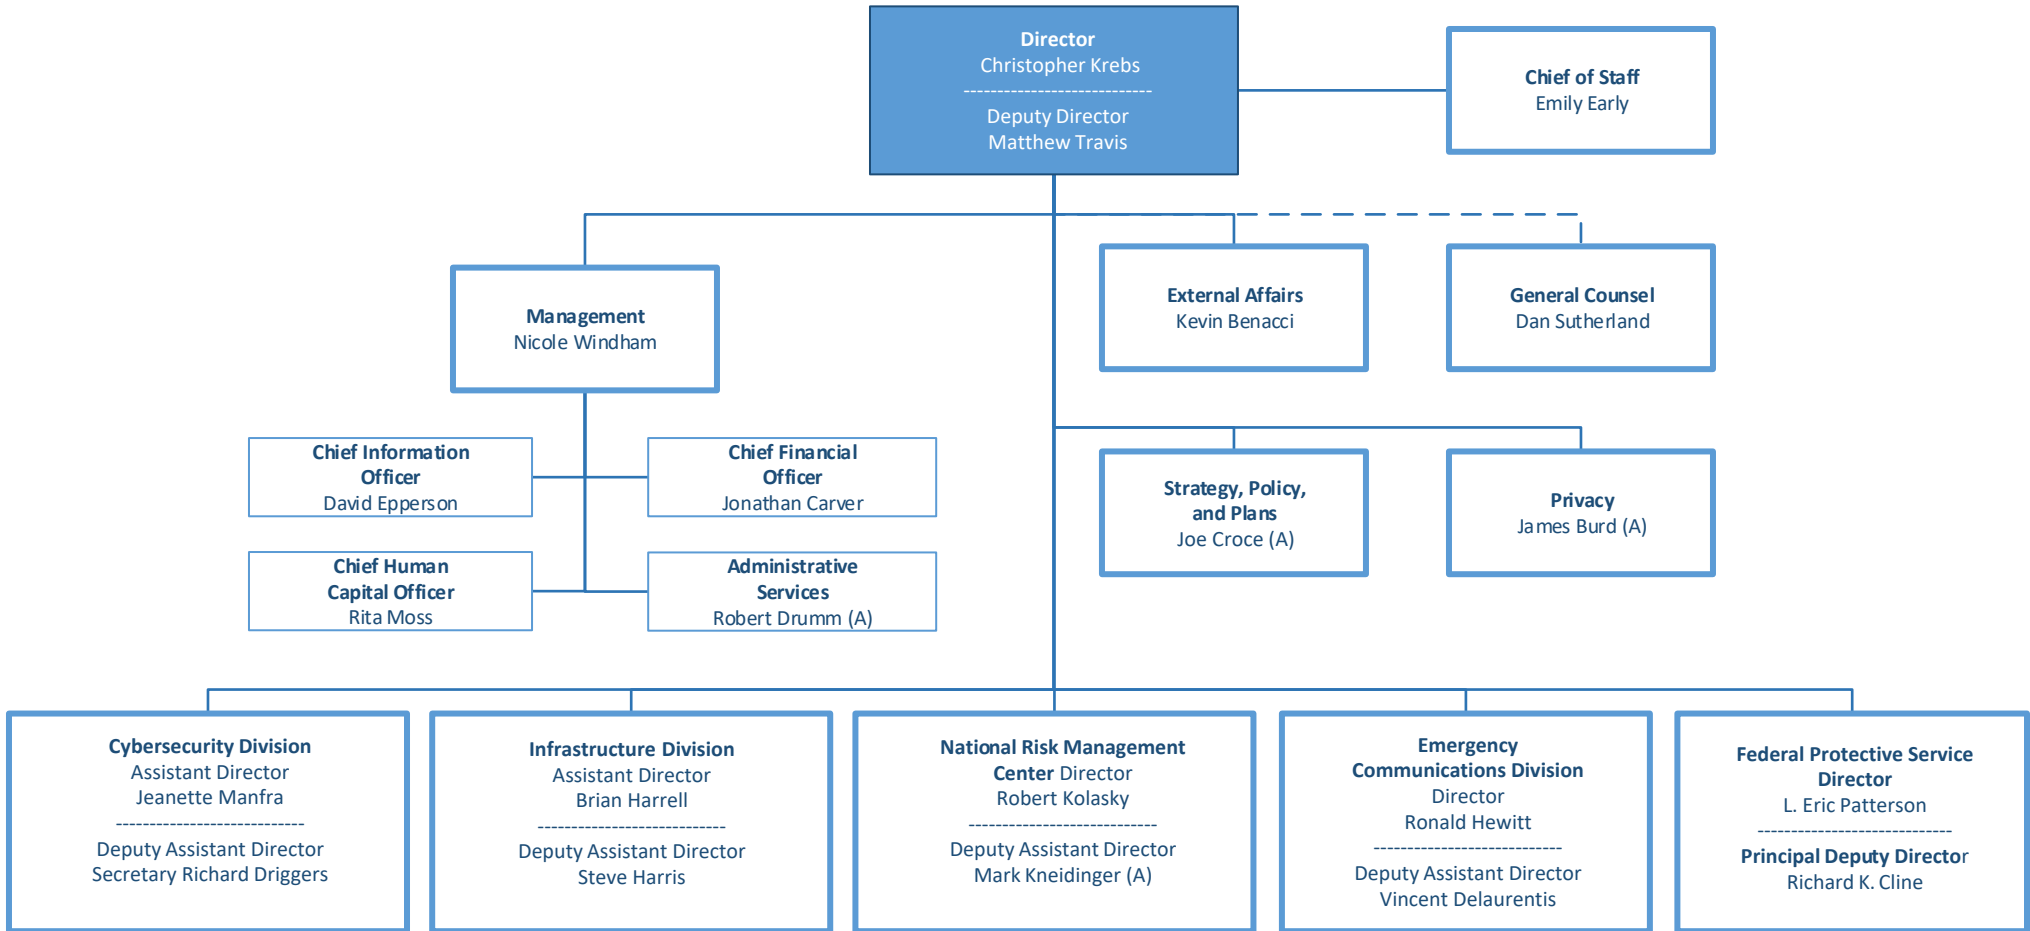 Director
Christopher Krebs
----------------------------
Deputy Director
Matthew Travis
Chief of Staff
Emily Early
Management
Nicole Windham
External Affairs
Kevin Benacci
General Counsel
Dan Sutherland
Chief Information
Officer
David Epperson
Chief Financial
Officer
Jonathan Carver
Strategy, Policy,
and Plans
Joe Croce (A)
Privacy
James Burd (A)
Chief Human
Capital Officer
Rita Moss
Administrative
Services
Robert Drumm (A)
Cybersecurity Division
Assistant Director
Jeanette Manfra
----------------------------
Deputy Assistant Director
Secretary Richard Driggers
Infrastructure Division
Assistant Director
Brian Harrell
----------------------------
Deputy Assistant Director
Steve Harris
National Risk Management
Center Director
Robert Kolasky
----------------------------
Deputy Assistant Director
Mark Kneidinger (A)
Emergency
Communications Division
Director
Ronald Hewitt
----------------------------
Deputy Assistant Director
Vincent Delaurentis
Federal Protective Service
Director
L. Eric Patterson
-----------------------------
Principal Deputy Director
Richard K. Cline